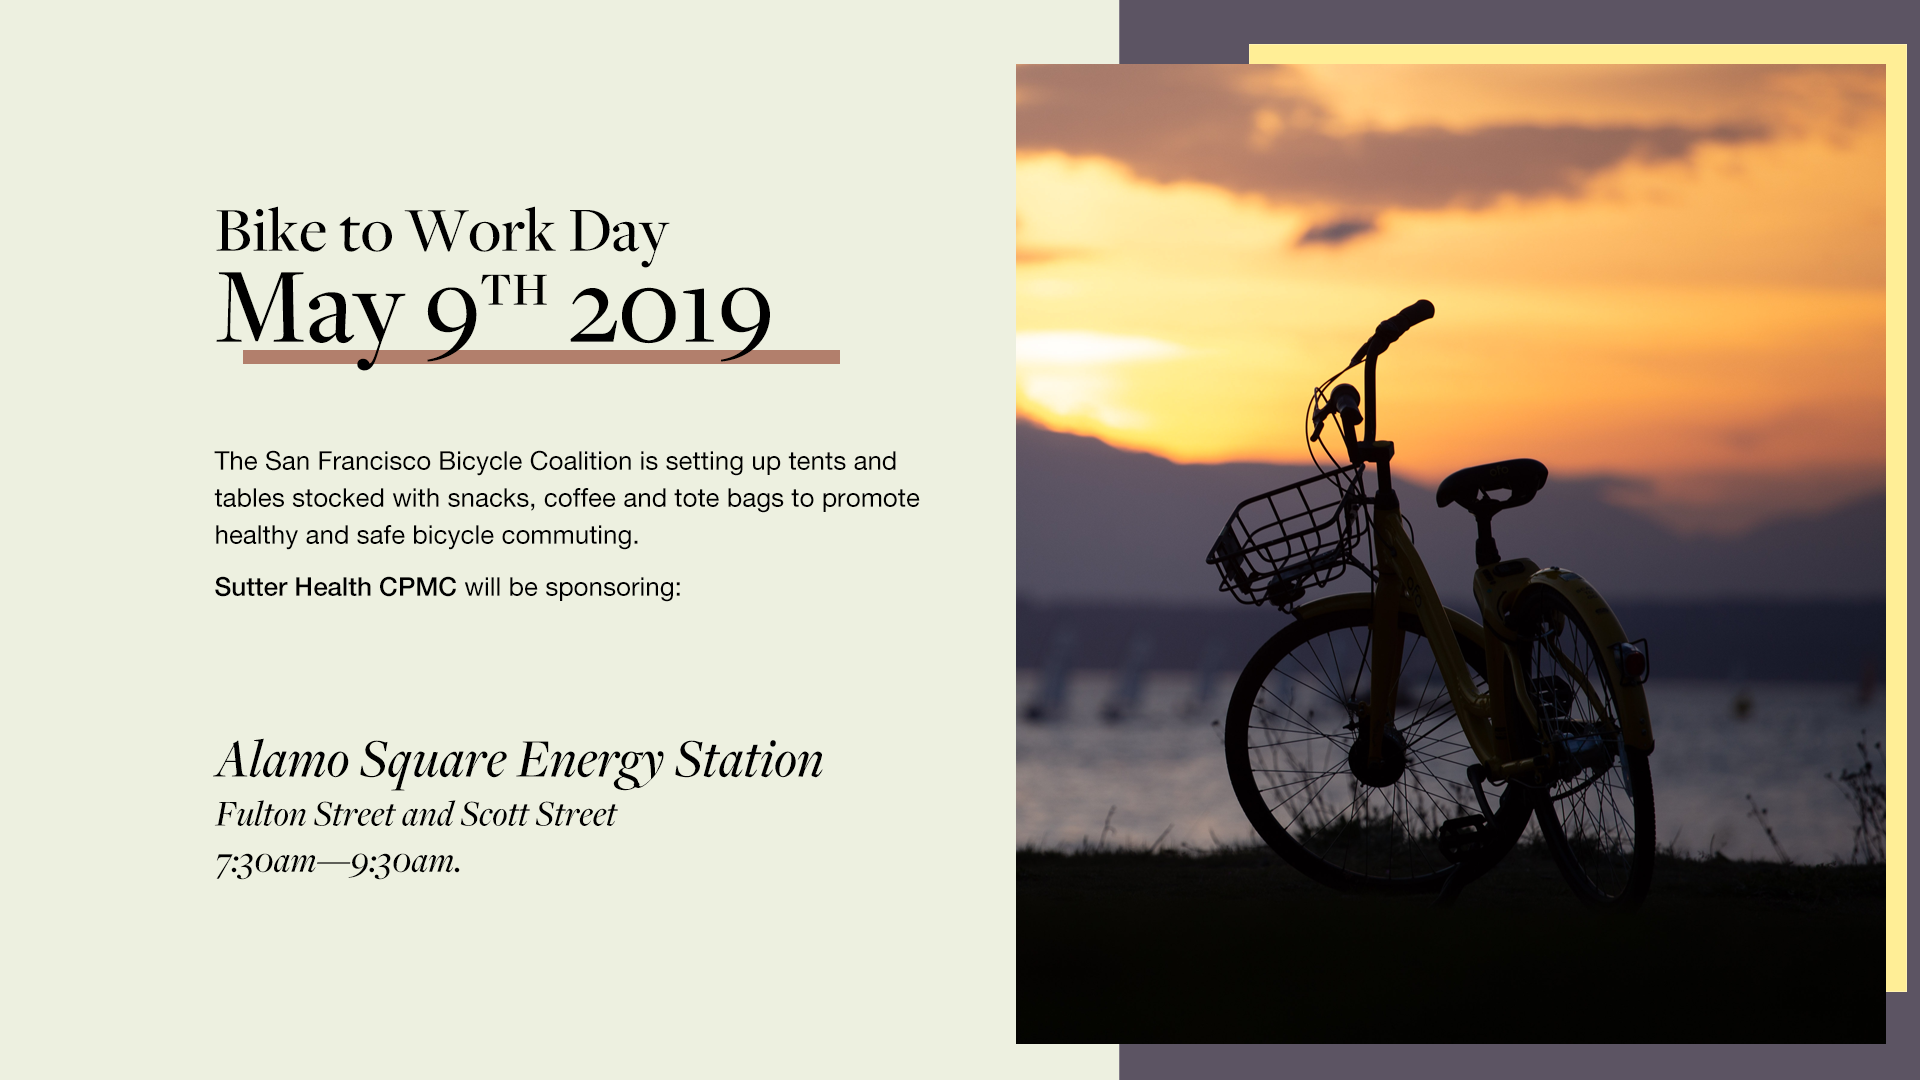 Bike to Work Day
May 9TH 2019
The San Francisco Bicycle Coalition is setting up tents and
tables stocked with snacks, coffee and tote bags to promote
healthy and safe bicycle commuting.
Sutter Health CPMC will be sponsoring:
Alamo Square Energy Station
Fulton Street and Scott Street
7:30am—9:30am.